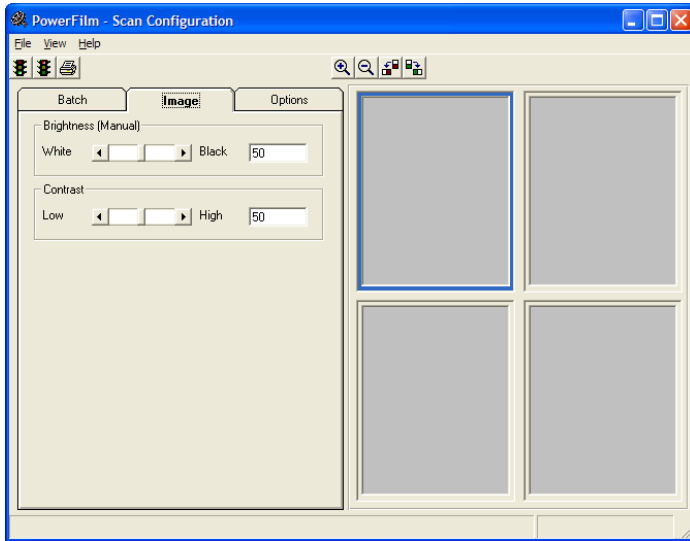 PowerFilm - Scan Configuration
File View Help
Batch Image Options
Brightness (Manual)
White Black 50
Contrast
Low High 50